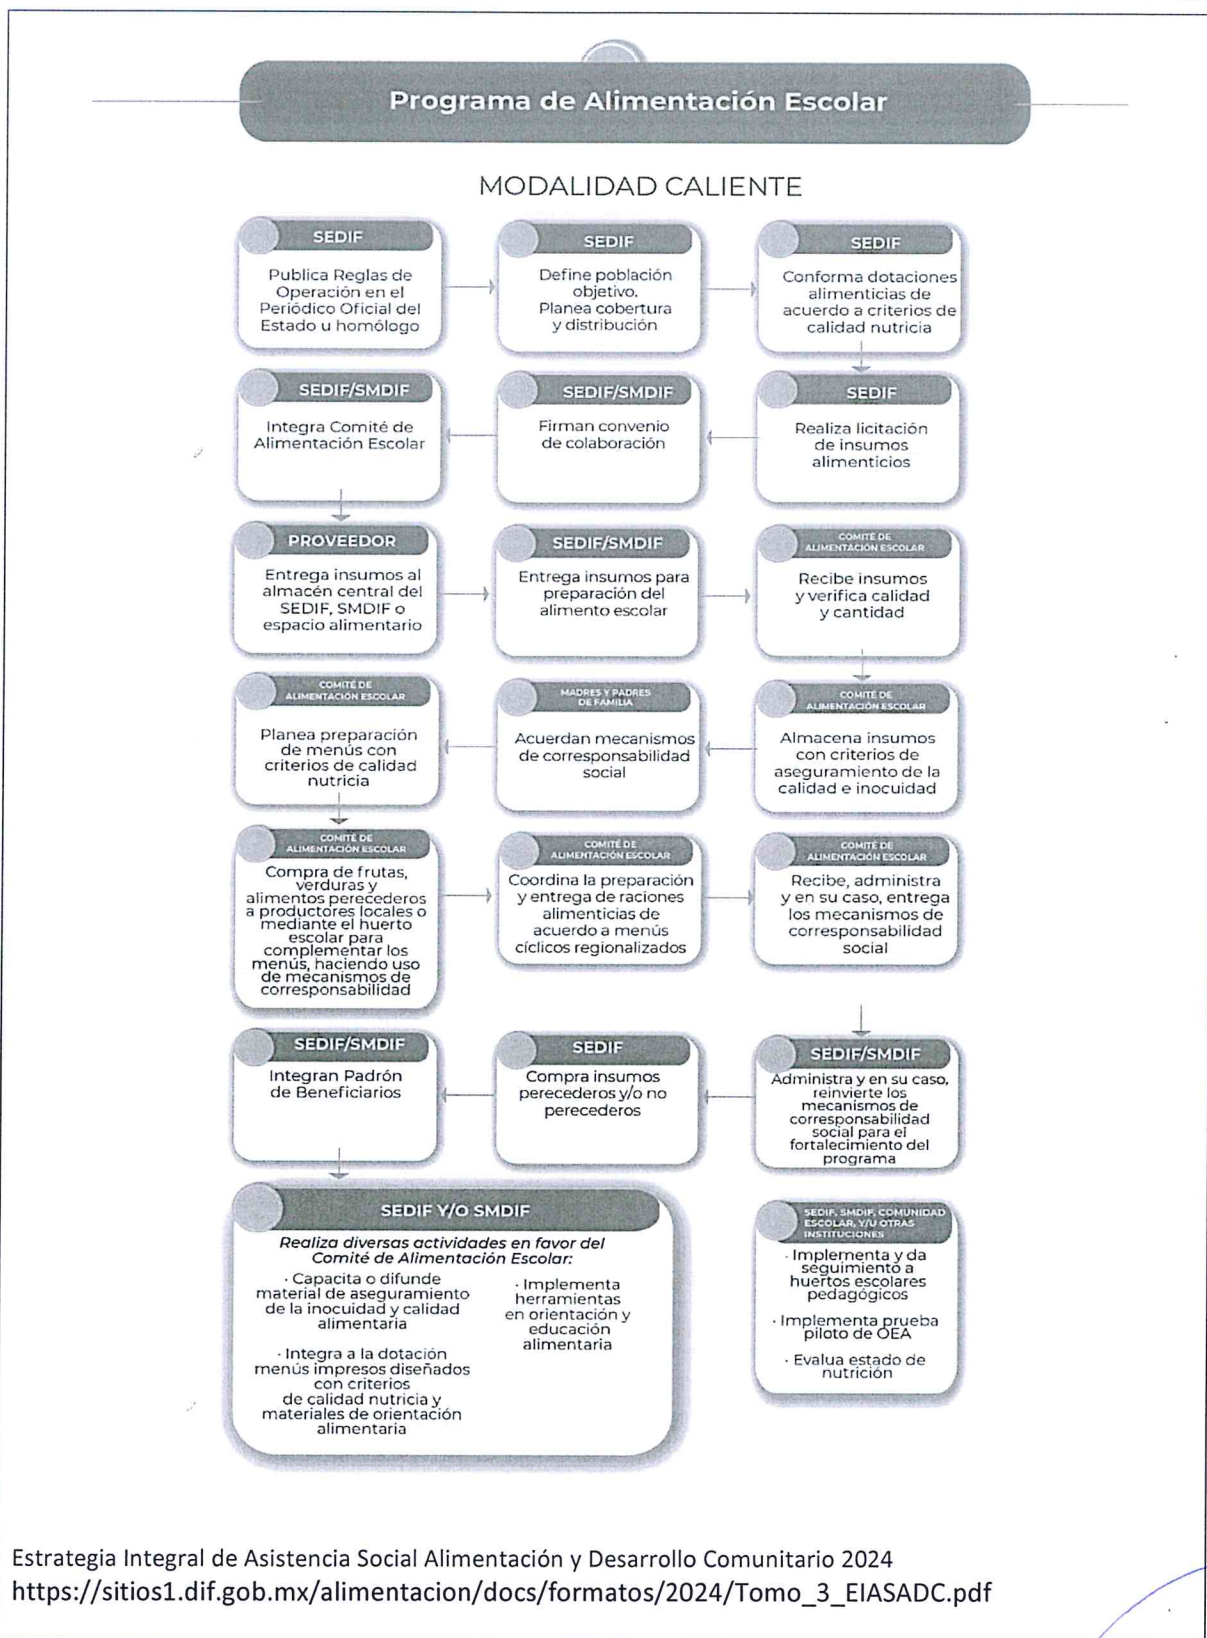 Programa de Alimentación Escolar
MODALIDAD CALIENTE
SEDIF
Publica Reglas de
Operación en el
Periódico Oficial del
Estado u homólogo
SEDIF
Define población
objetivo.
Planea cobertura
y distribución
SEDIF
Conforma dotaciones
alimenticias de
acuerdo a criterios de
calidad nutricia
SEDIF
Realiza licitación
de insumos
alimenticios
SEDIF/SMDIF
Firman convenio
de colaboración
SEDIF/SMDIF
Integra Comité de
Alimentación Escolar
PROVEEDOR
Entrega insumos al
almacén central del
SEDIF, SMDIF o
espacio alimentario
SEDIF/SMDIF
Entrega insumos para
preparación del
alimento escolar
COMITÉ DE
ALIMENTACIÓN ESCOLAR
Recibe insumos
y verifica calidad
y cantidad
COMITÉ DE
ALIMENTACIÓN ESCOLAR
Almacena insumos
con criterios de
aseguramiento de la
calidad e inocuidad
MADRES Y PADRES
DE FAMILIA
Acuerdan mecanismos
de corresponsabilidad
social
COMITÉ DE
ALIMENTACIÓN ESCOLAR
Planea preparación
de menús con
criterios de calidad
nutricia
COMITÉ DE
ALIMENTACIÓN ESCOLAR
Compra de frutas,
verduras y
alimentos perecederos
a productores locales o
mediante el huerto
escolar para
complementar los
menús, haciendo uso
de mecanismos de
corresponsabilidad
COMITÉ DE
ALIMENTACIÓN ESCOLAR
Coordina la preparación
y entrega de raciones
alimenticias de
acuerdo a menús
cíclicos regionalizados
COMITÉ DE
ALIMENTACIÓN ESCOLAR
Recibe, administra
y en su caso, entrega
los mecanismos de
corresponsabilidad
social
SEDIF/SMDIF
Administra y en su caso,
reinvierte los
mecanismos de
corresponsabilidad
social para el
fortalecimiento del
programa
SEDIF
Compra insumos
perecederos y/o no
perecederos
SEDIF/SMDIF
Integran Padrón
de Beneficiarios
SEDIF Y/O SMDIF
Realiza diversas actividades en favor del
Comité de Alimentación Escolar:
· Capacita o difunde
material de aseguramiento
de la inocuidad y calidad
alimentaria
· Integra a la dotación
menús impresos diseñados
con criterios
de calidad nutricia y
materiales de orientación
alimentaria
· Implementa
herramientas
en orientación y
educación
alimentaria
SEDIF, SMDIF, COMUNIDAD
ESCOLAR, Y/U OTRAS
INSTITUCIONES
· Implementa y da
seguimiento a
huertos escolares
pedagógicos
· Implementa prueba
piloto de OEA
· Evalua estado de
nutrición
Estrategia Integral de Asistencia Social Alimentación y Desarrollo Comunitario 2024
https://sitios1.dif.gob.mx/alimentacion/docs/formatos/2024/Tomo_3_EIASADC.pdf